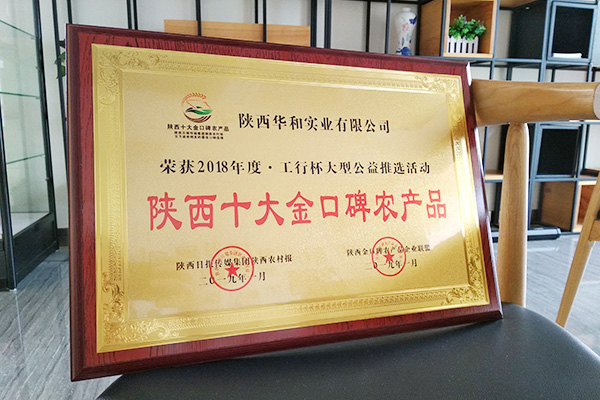 陕西十大金口碑农产品
陕西华和实业有限公司
荣获2018年度·工行杯大型公益推选活动
陕西十大金口碑农产品
陕西日报传媒集团陕西农村报
二〇一九年一月
陕西金口碑农产品企业联盟
二〇一九年一月